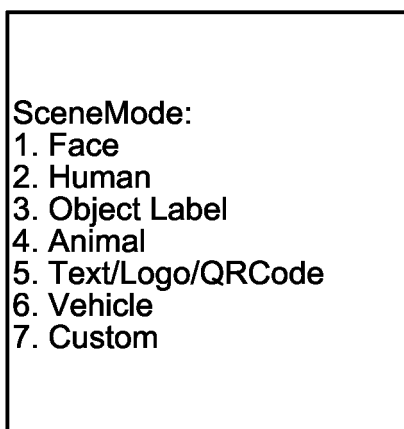 SceneMode:
1. Face
2. Human
3. Object Label
4. Animal
5. Text/Logo/QRCode
6. Vehicle
7. Custom